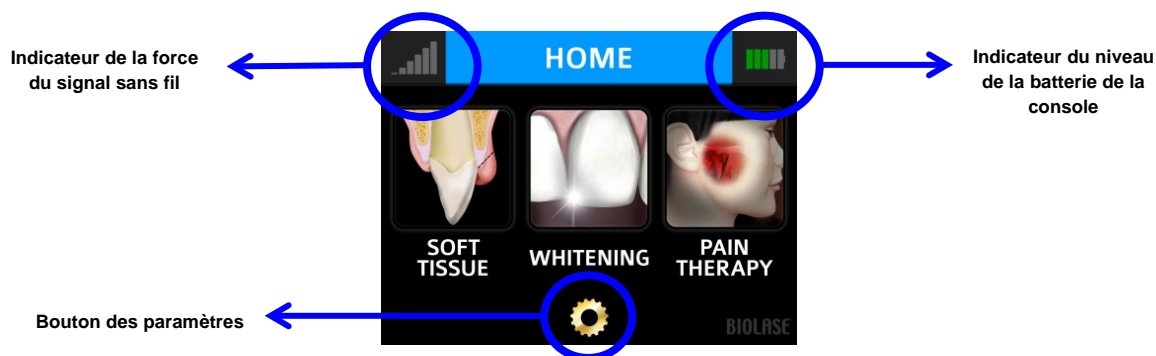 Indicateur de la force
du signal sans fil
HOME
Indicateur du niveau
de la batterie de la
console
SOFT
TISSUE
WHITENING
PAIN
THERAPY
Bouton des paramètres
BIOLASE